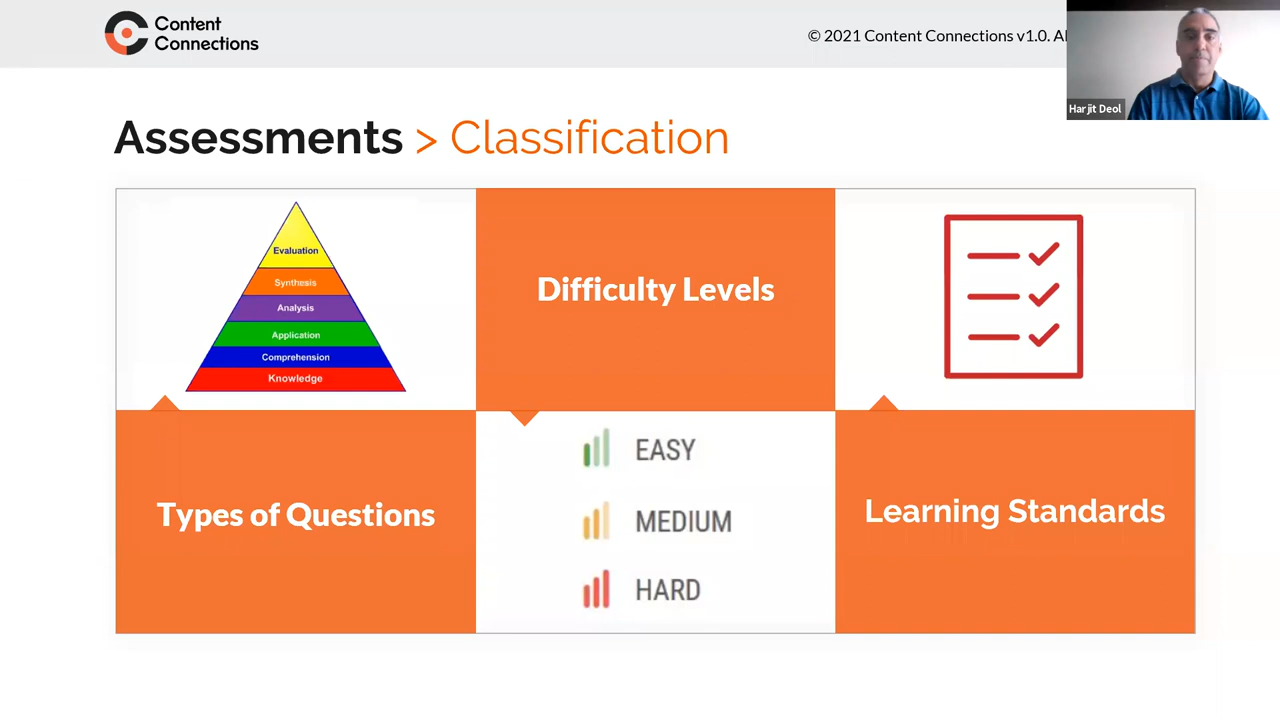 Content
Connections
© 2021 Content Connections v1.0.
Harjit Deol
Assessments > Classification
Evaluation
Synthesis
Analysis
Application
Comprehension
Knowledge
Difficulty Levels
Types of Questions
EASY
MEDIUM
HARD
Learning Standards